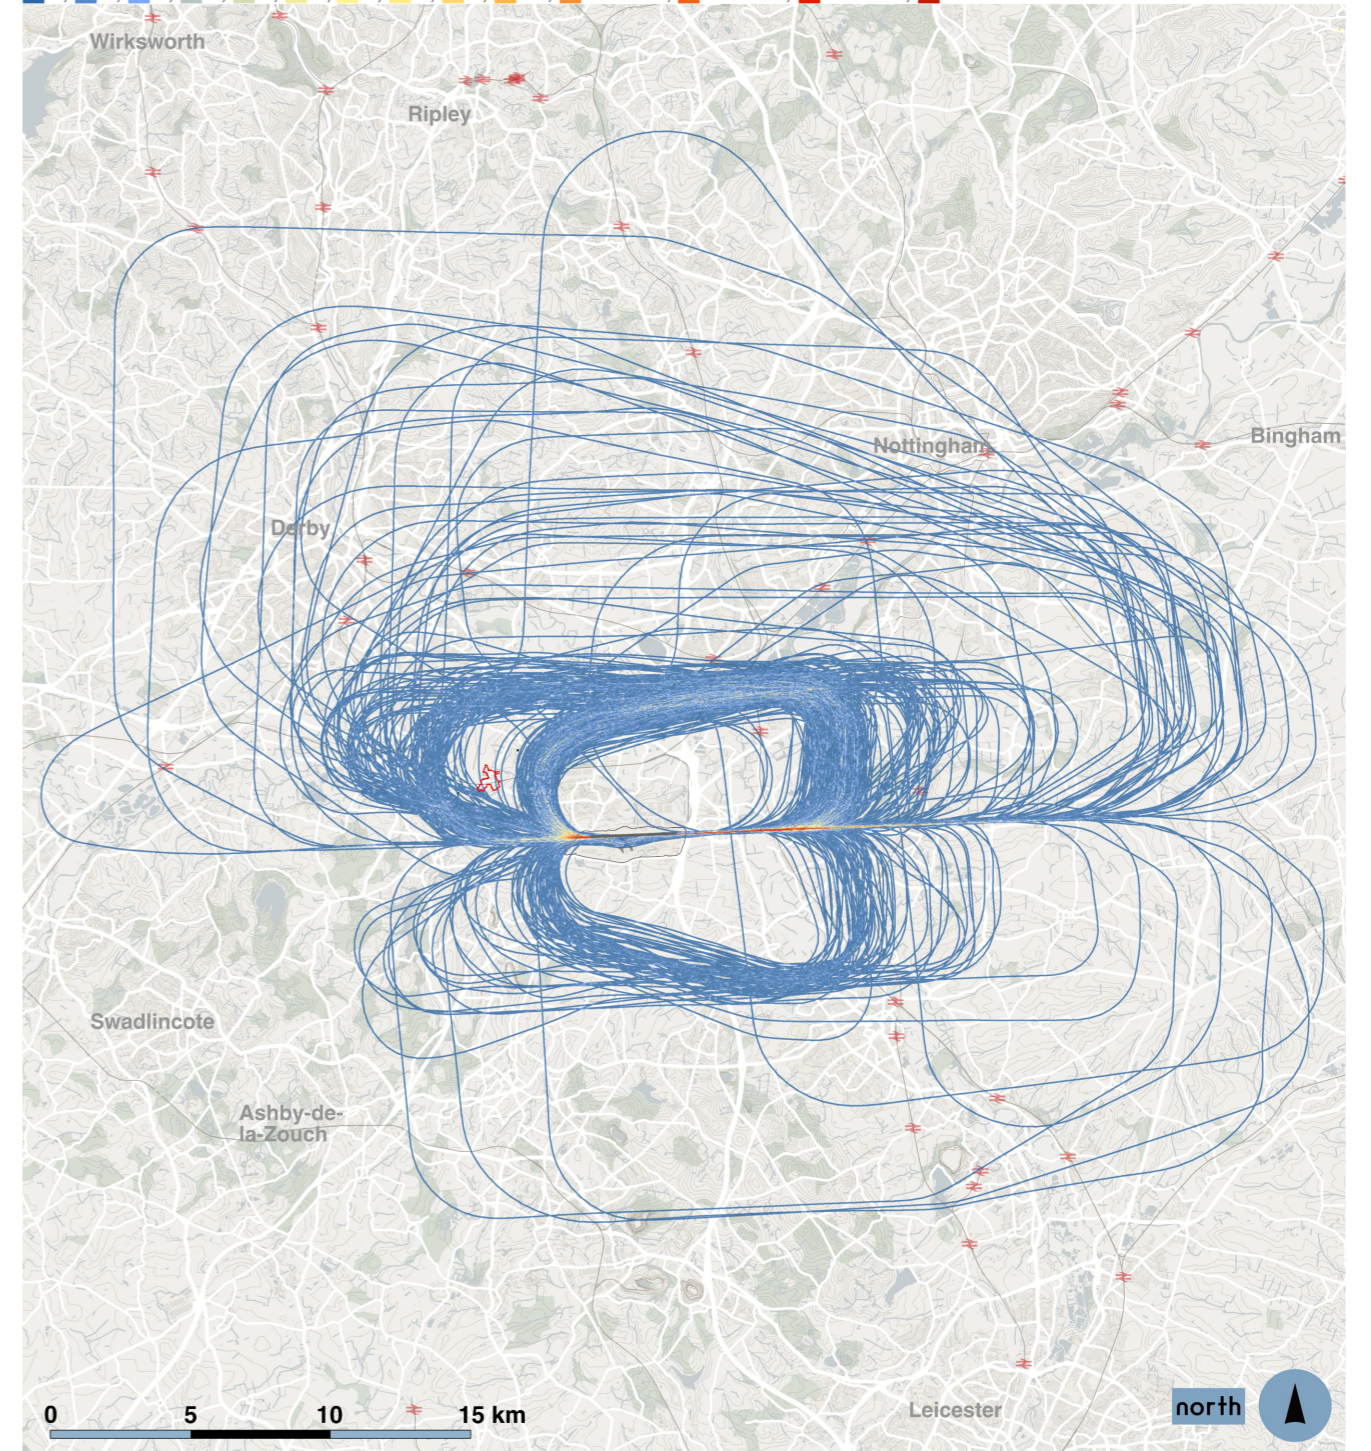 Wirksworth
Ripley
Nottingham
Bingham
Derby
Swadlincote
Ashby-de-
la-Zouch
Leicester
north
0 5 10 15 km